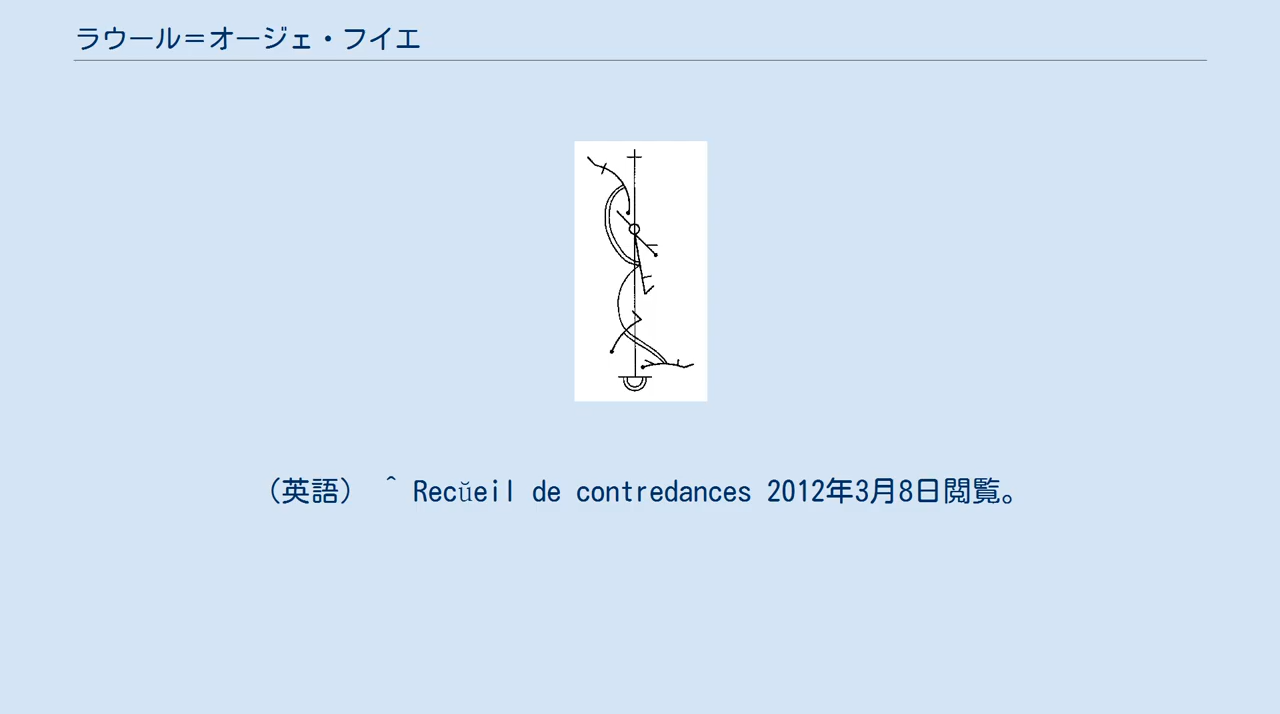 ラウール＝オージェ・フイエ
（英語） ^ Recŭeil de contredances 2012年3月8日閲覧。